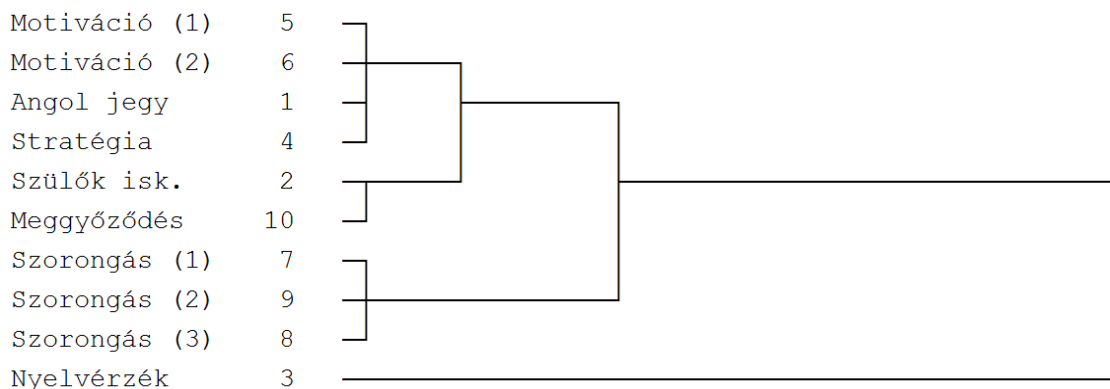 Motiváció (1) 5
Motiváció (2) 6
Angol jegy 1
Stratégia 4
Szülők isk. 2
Meggyőződés 10
Szorongás (1) 7
Szorongás (2) 9
Szorongás (3) 8
Nyelvérzék 3